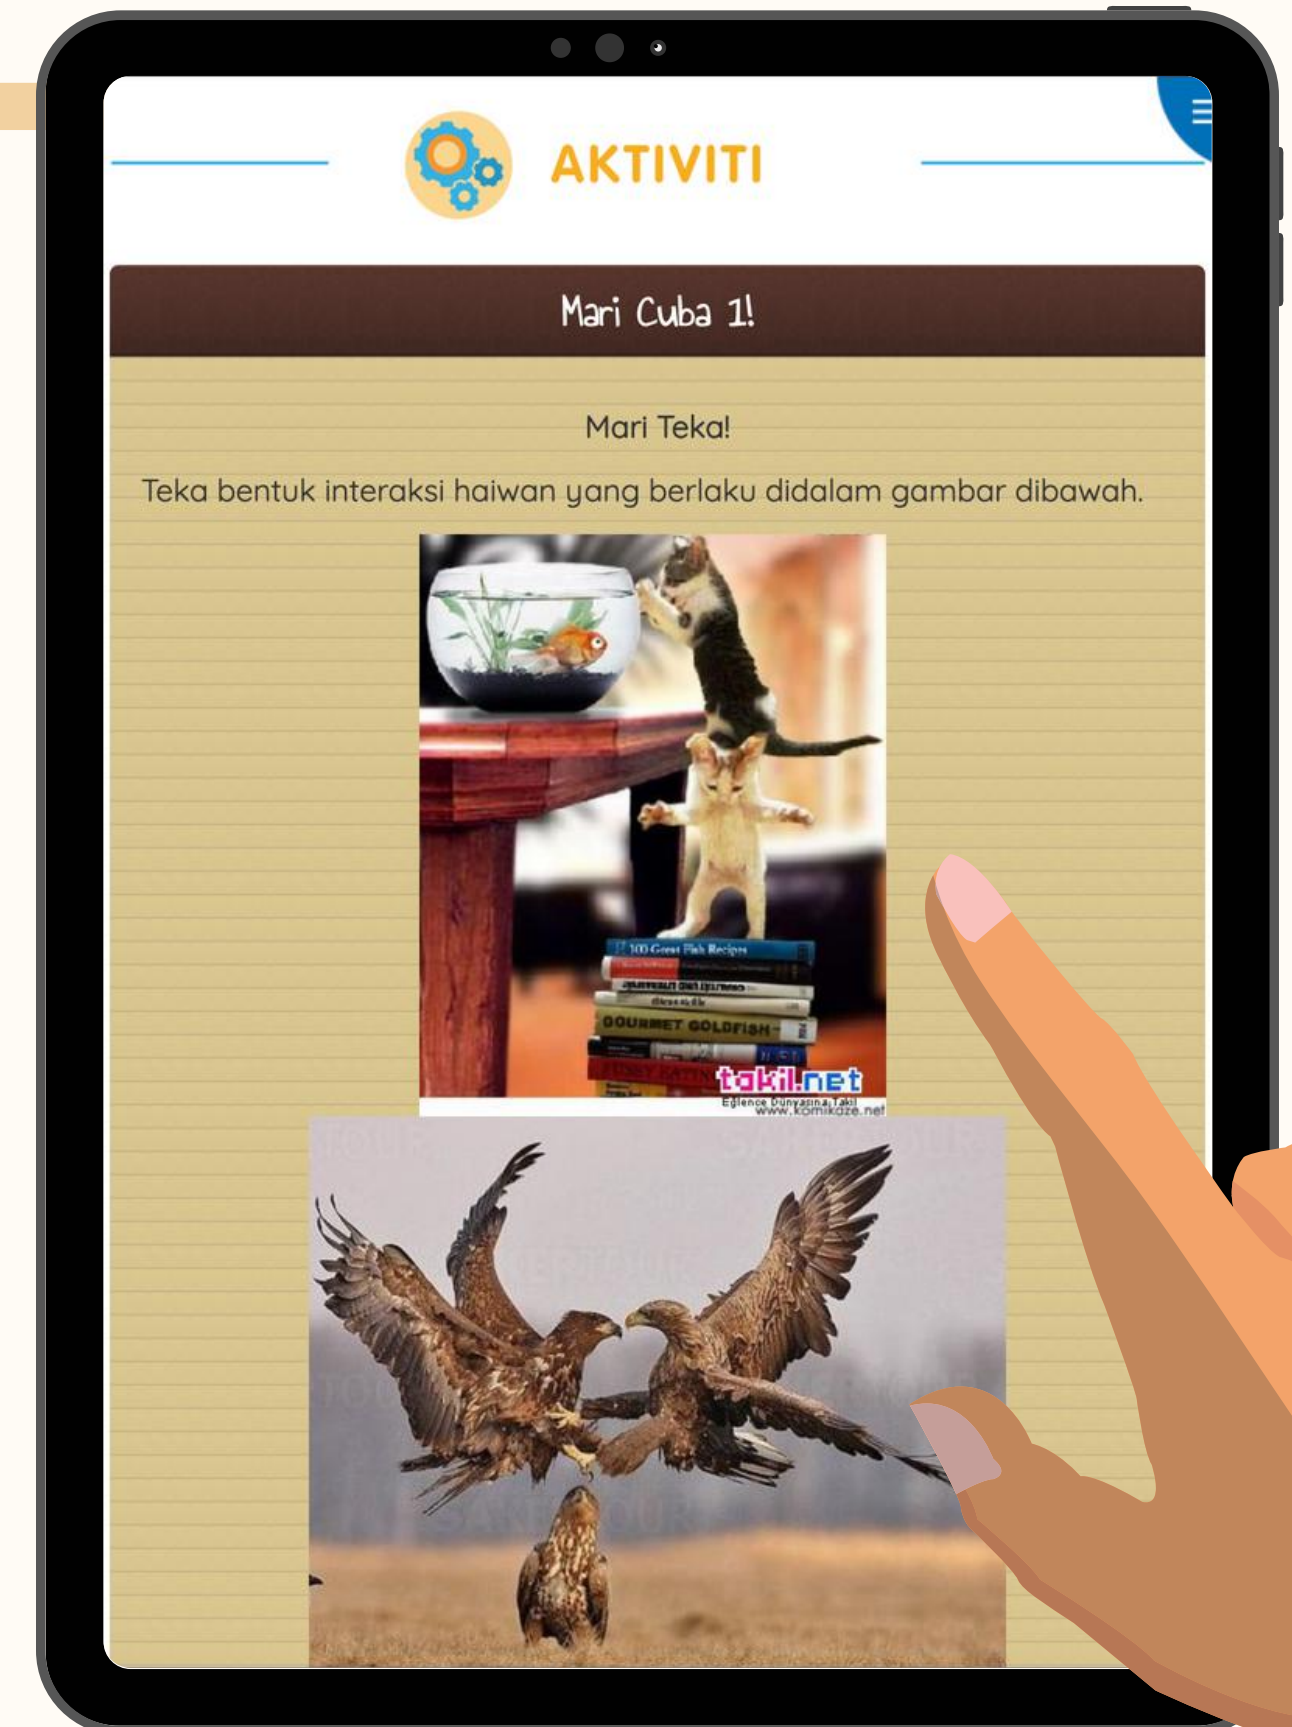 AKTIVITI
Mari Cuba 1!
Mari Teka!
Teka bentuk interaksi haiwan yang berlaku didalam gambar dibawah.
100 Great Fish Recipes
GOURMET GOLDFISH
takil.net
Eğlence Dünyasına Takil
www.komikaze.net